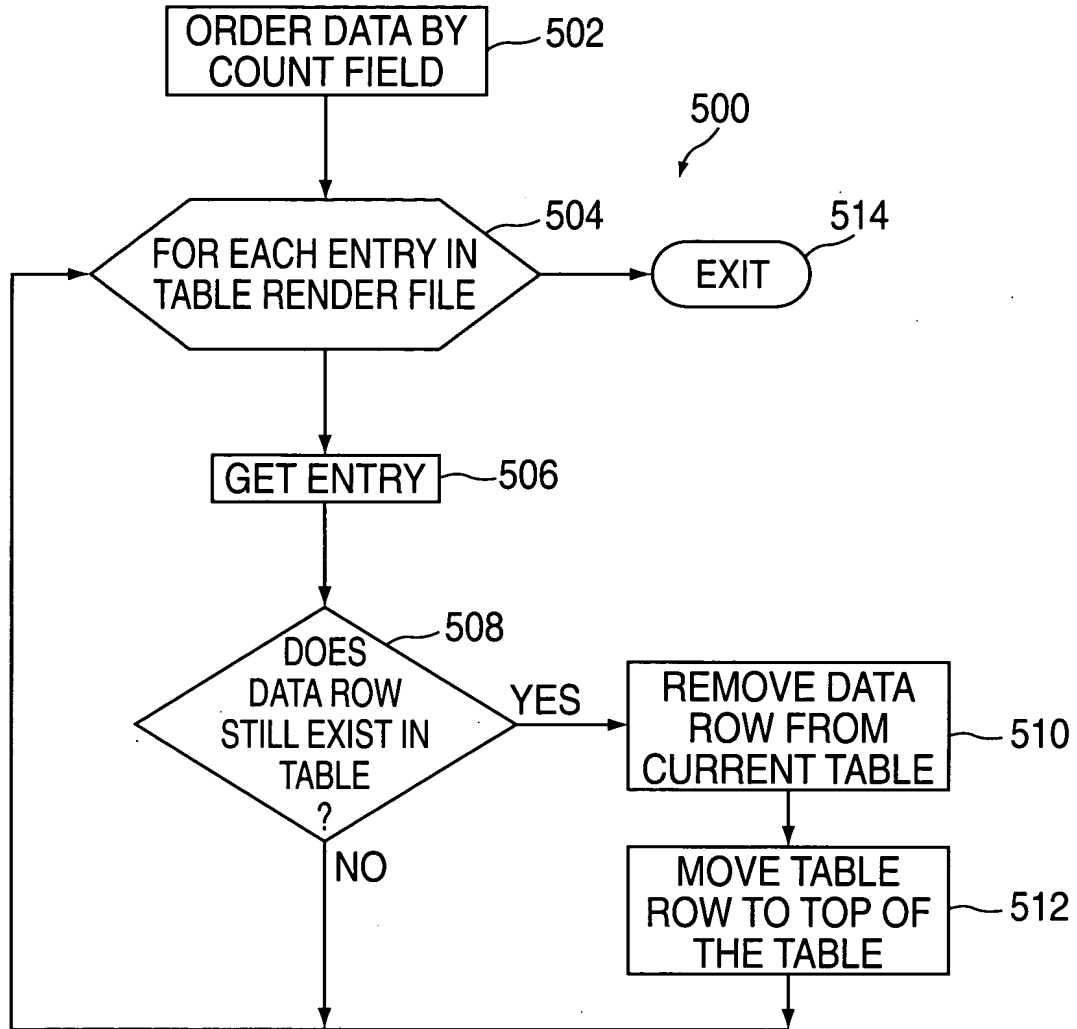 ORDER DATA BY
COUNT FIELD
502
500
FOR EACH ENTRY IN
TABLE RENDER FILE
504
EXIT
514
GET ENTRY
506
DOES
DATA ROW
STILL EXIST IN
TABLE
?
508
YES
NO
REMOVE DATA
ROW FROM
CURRENT TABLE
510
MOVE TABLE
ROW TO TOP OF
THE TABLE
512